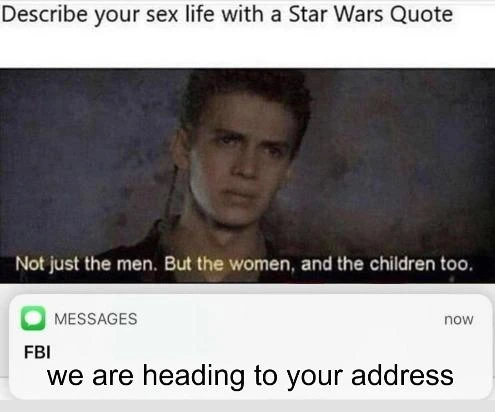 Describe your sex life with a Star Wars Quote
Not just the men. But the women, and the children too.
MESSAGES
now
FBI
we are heading to your address